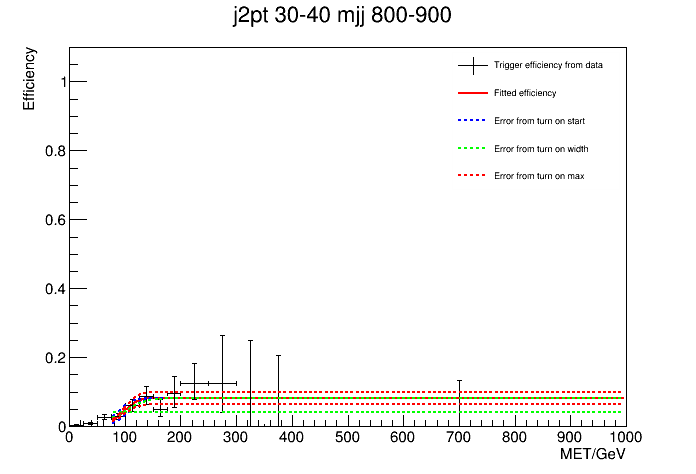 j2pt 30-40 mjj 800-900
Efficiency
Trigger efficiency from data
Fitted efficiency
Error from turn on start
Error from turn on width
Error from turn on max
1
0.8
0.6
0.4
0.2
0
0 100 200 300 400 500 600 700 800 900 1000
MET/GeV